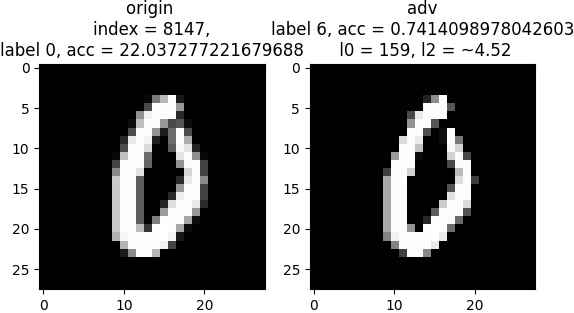 origin
index = 8147,
label 0, acc = 22.037277221679688
adv
label 6, acc = 0.7414098978042603
l0 = 159, l2 = ~4.52
0
5
10
15
20
25
0 10 20
0
5
10
15
20
25
0 10 20